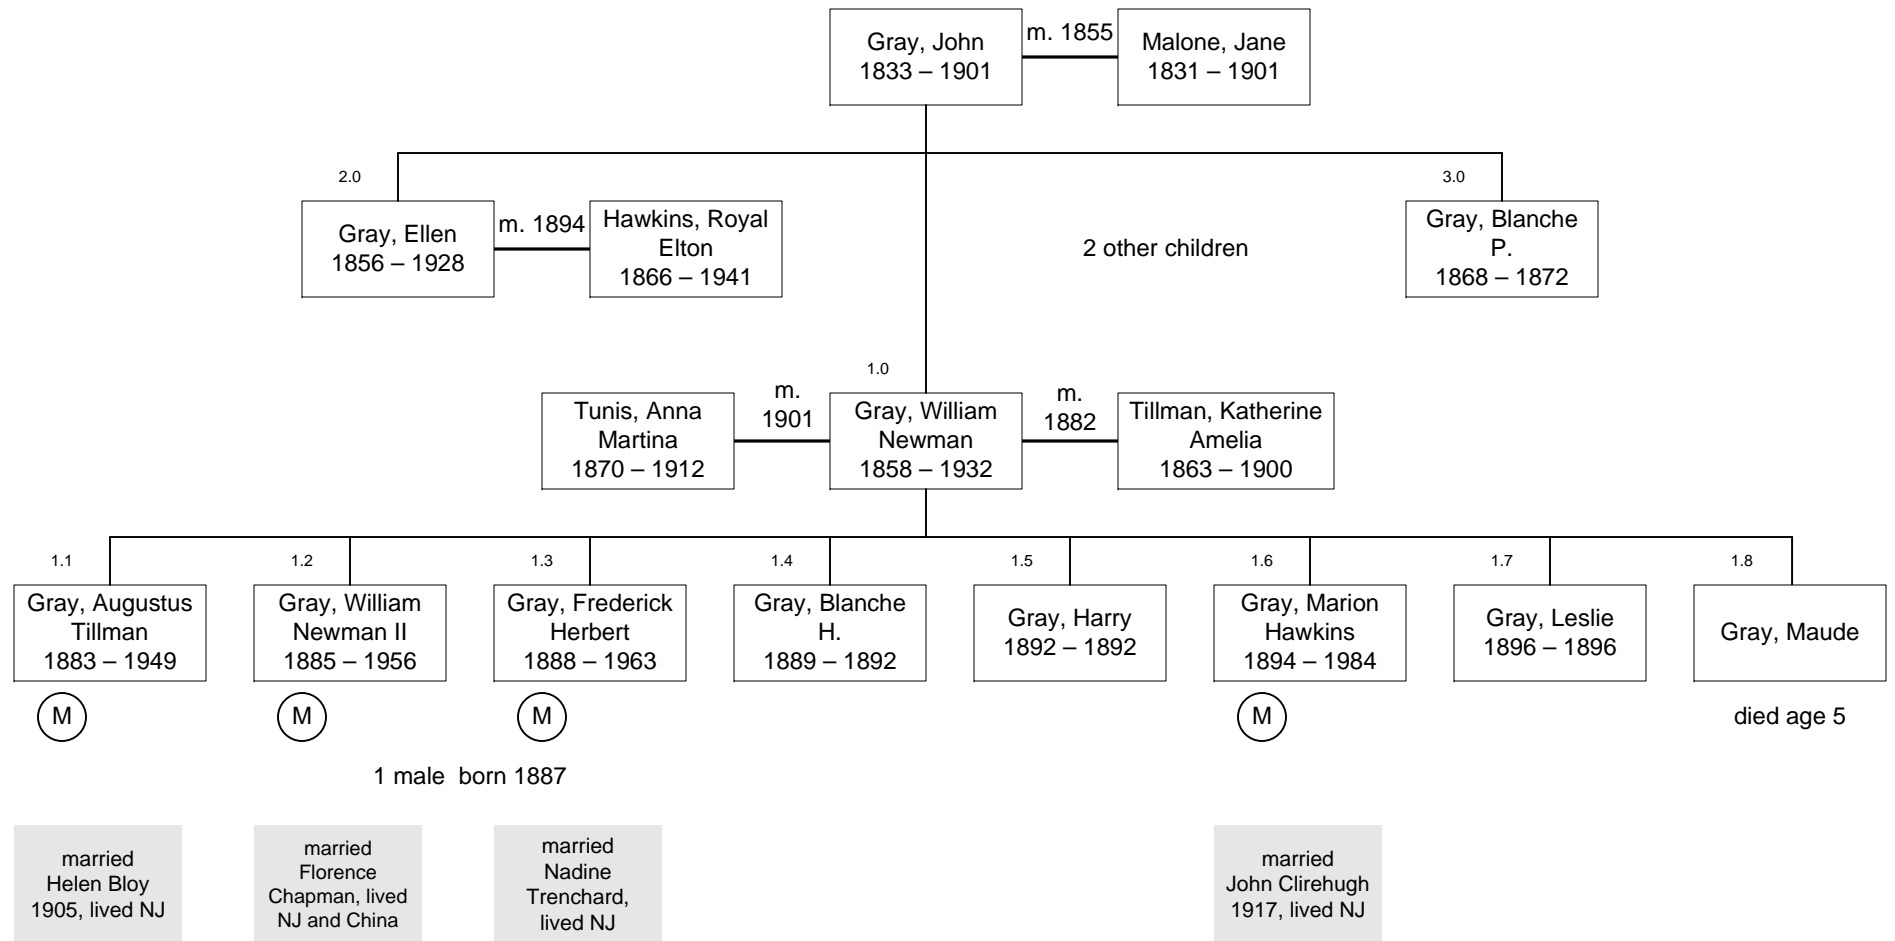 Gray, John
1833 – 1901
m. 1855
Malone, Jane
1831 – 1901
2.0
Gray, Ellen
1856 – 1928
m. 1894
Hawkins, Royal
Elton
1866 – 1941
2 other children
3.0
Gray, Blanche
P.
1868 – 1872
Tunis, Anna
Martina
1870 – 1912
m.
1901
1.0
Gray, William
Newman
1858 – 1932
m.
1882
Tillman, Katherine
Amelia
1863 – 1900
1.1
Gray, Augustus
Tillman
1883 – 1949
M
1.2
Gray, William
Newman II
1885 – 1956
M
1.3
Gray, Frederick
Herbert
1888 – 1963
M
1.4
Gray, Blanche
H.
1889 – 1892
1.5
Gray, Harry
1892 – 1892
1.6
Gray, Marion
Hawkins
1894 – 1984
M
1.7
Gray, Leslie
1896 – 1896
1.8
Gray, Maude
died age 5
1 male  born 1887
married
Helen Bloy
1905, lived NJ
married
Florence
Chapman, lived
NJ and China
married
Nadine
Trenchard,
lived NJ
married
John Clirehugh
1917, lived NJ